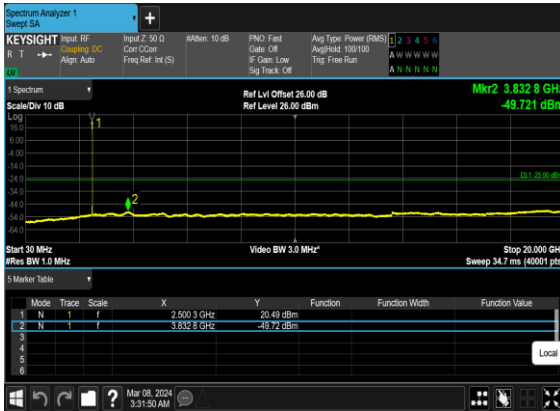 Spectrum Analyzer 1
Swept SA
+
KEYSIGHT Input: RF Input Z: 50 Ω #Atten: 10 dB PNO: Fast Avg Type: Power (RMS) 1 2 3 4 5 6
R T Coupling: DC Corr CCorr Gate: Off Avg|Hold: 100/100 A W W W W W
Align: Auto Freq Ref: Int (S) IF Gain: Low Trig: Free Run
Sig Track: Off A N N N N N
1 Spectrum
Scale/Div 10 dB
Ref Lvl Offset 26.00 dB
Ref Level 26.00 dBm
Mkr2 3.832 8 GHz
-49.721 dBm
Log
16.0
6.00
-4.00
-14.0
-24.0
-34.0
-44.0
-54.0
-64.0
1
2
DL1 -25.00 dBm
Start 30 MHz Video BW 3.0 MHz* Stop 20.000 GHz
#Res BW 1.0 MHz Sweep 34.7 ms (40001 pts)
5 Marker Table
Mode Trace Scale X Y Function Function Width Function Value
1 N 1 f 2.500 3 GHz 20.49 dBm
2 N 1 f 3.832 8 GHz -49.72 dBm
3
4
5
6
Local
?
Mar 08, 2024
3:31:50 AM